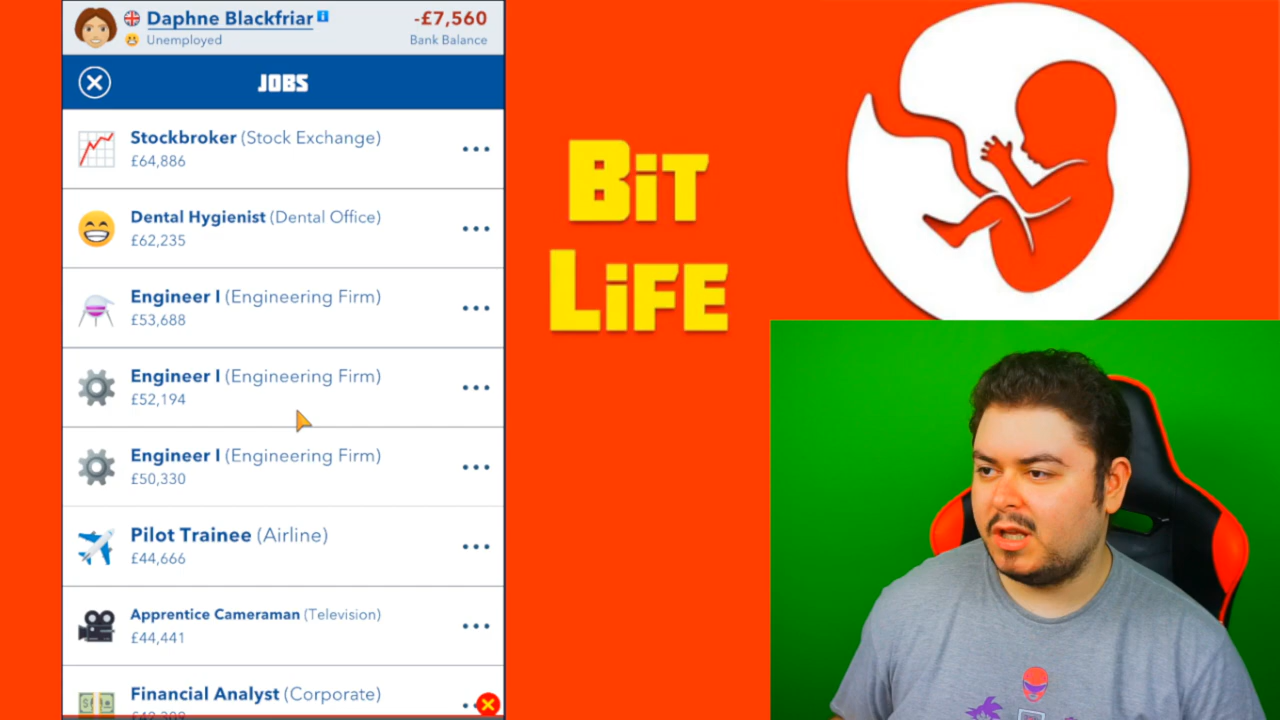 Daphne Blackfriar
-£7,560
Unemployed
Bank Balance
JOBS
Stockbroker (Stock Exchange)
£64,886
Dental Hygienist (Dental Office)
£62,235
Engineer I (Engineering Firm)
£53,688
Engineer I (Engineering Firm)
£52,194
Engineer I (Engineering Firm)
£50,330
Pilot Trainee (Airline)
£44,666
Apprentice Cameraman (Television)
£44,441
Financial Analyst (Corporate)
BiT
LiFE